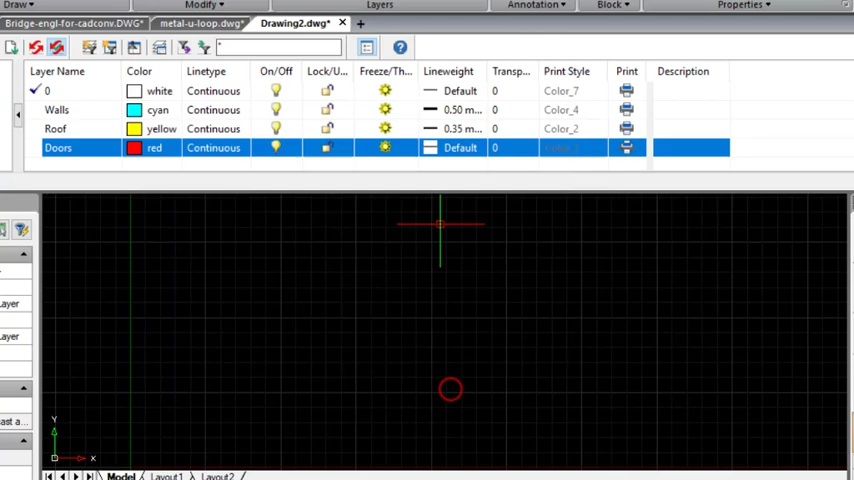 Draw▾ Modify▾ Layers Annotation▾ Block▾ Properties▾
Bridge-engl-for-cadconv.DWG* metal-u-loop.dwg* Drawing2.dwg*
*
Layer Name Color Linetype On/Off Lock/U... Freeze/Th... Lineweight Transp... Print Style Print Description
0 white Continuous Default 0 Color_7
Walls cyan Continuous 0.50 m... 0 Color_4
Roof yellow Continuous 0.35 m... 0 Color_2
Doors red Continuous Default 0
Layer
Layer
cast a...
Y
X
Model Layout1 Layout2